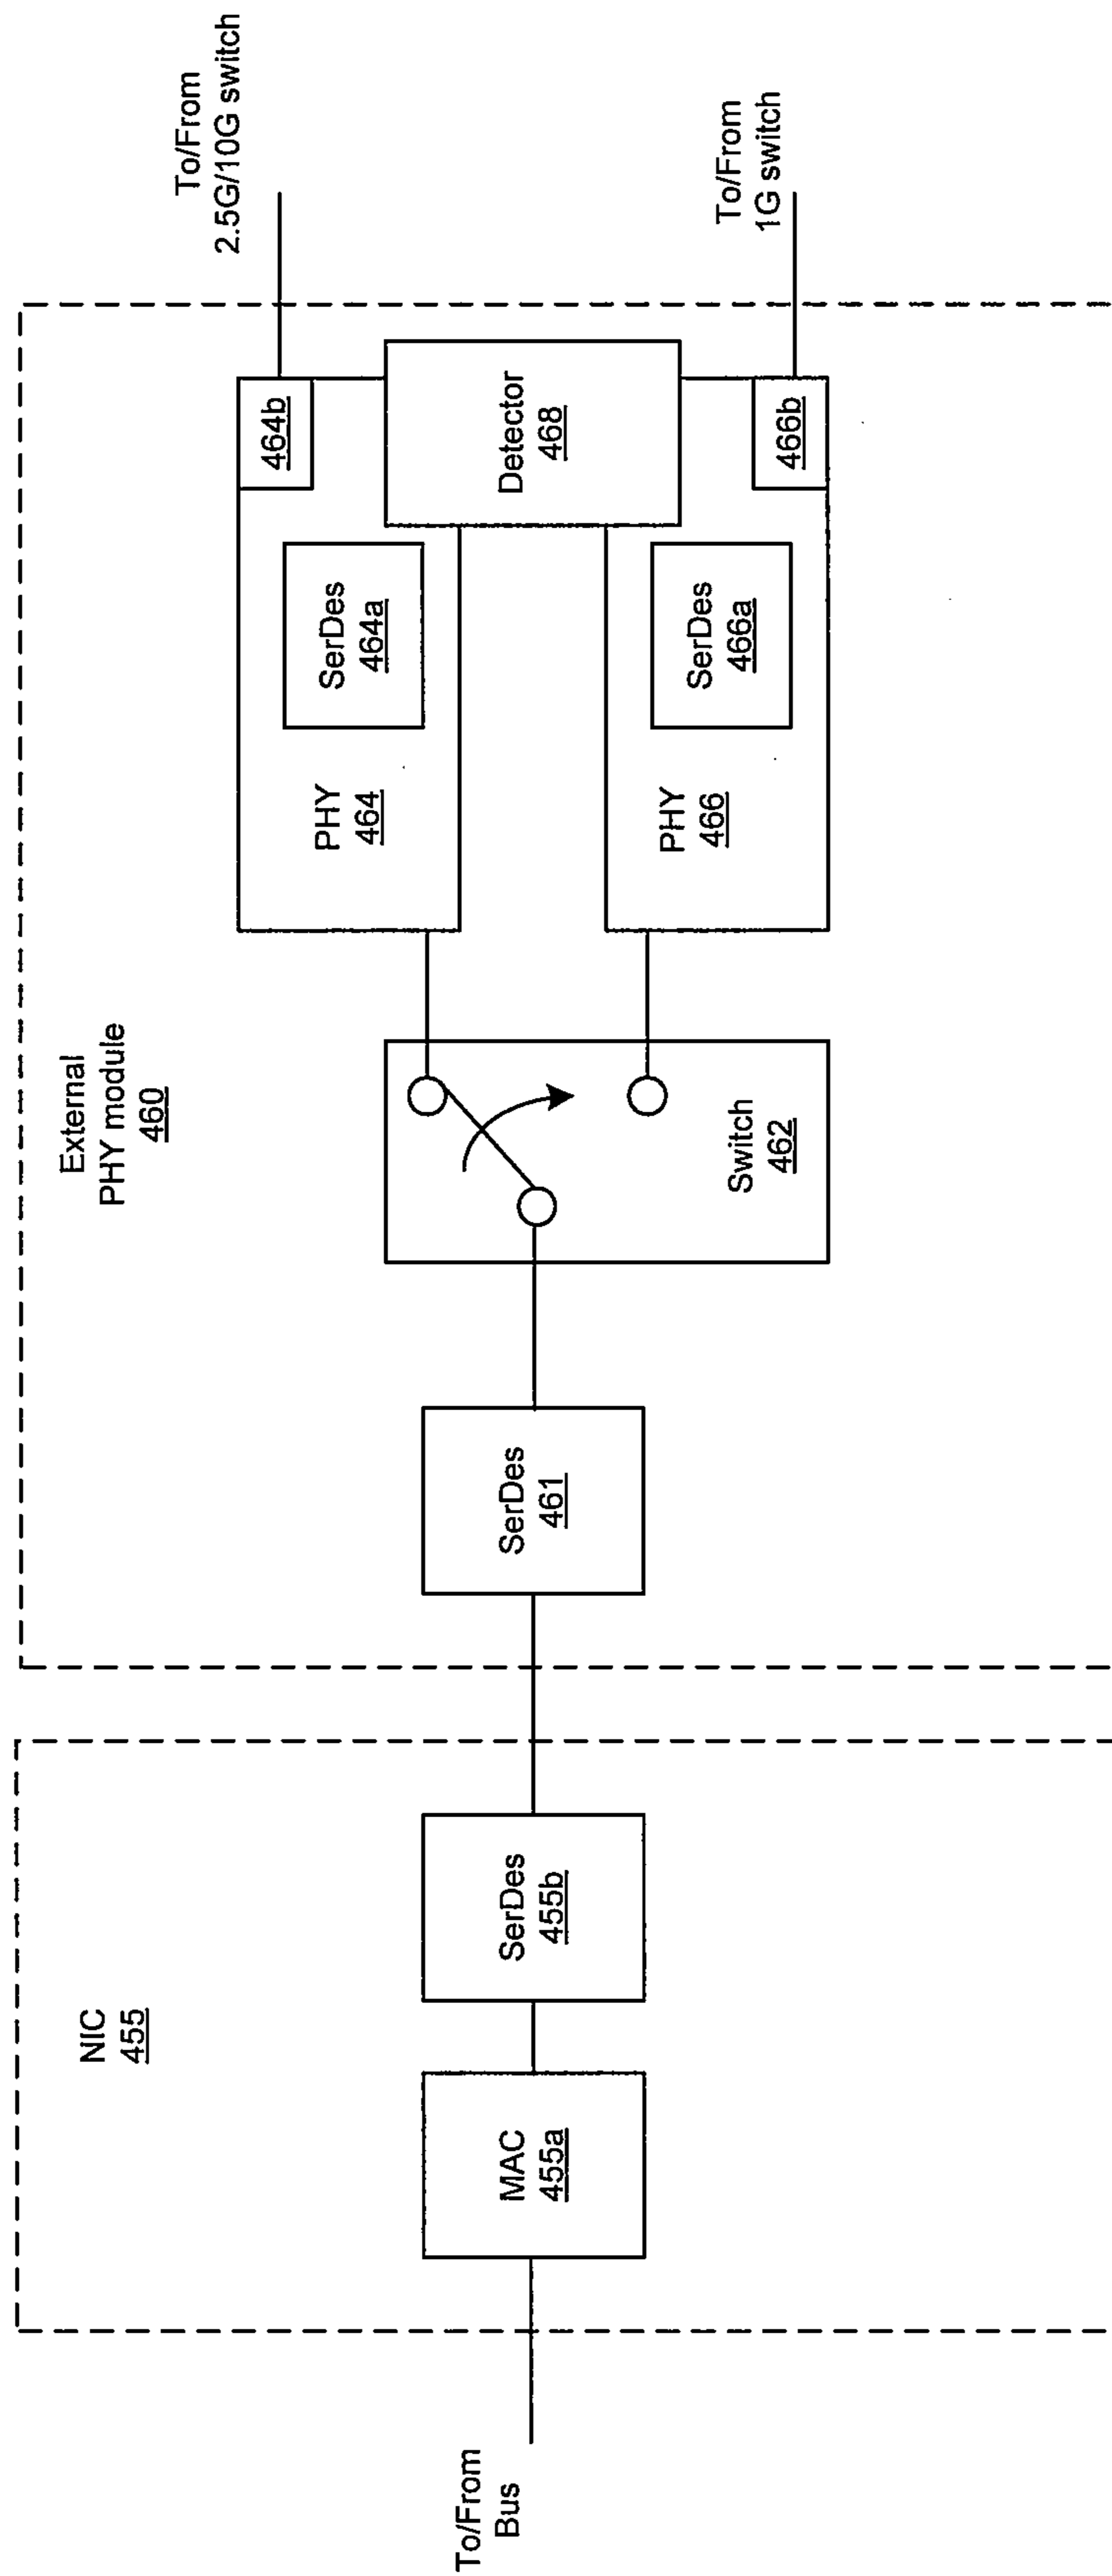 To/From
Bus
NIC
455
MAC
455a
SerDes
455b
External
PHY module
460
SerDes
461
Switch
462
PHY
464
SerDes
464a
464b
PHY
466
SerDes
466a
466b
Detector
468
To/From
2.5G/10G switch
To/From
1G switch